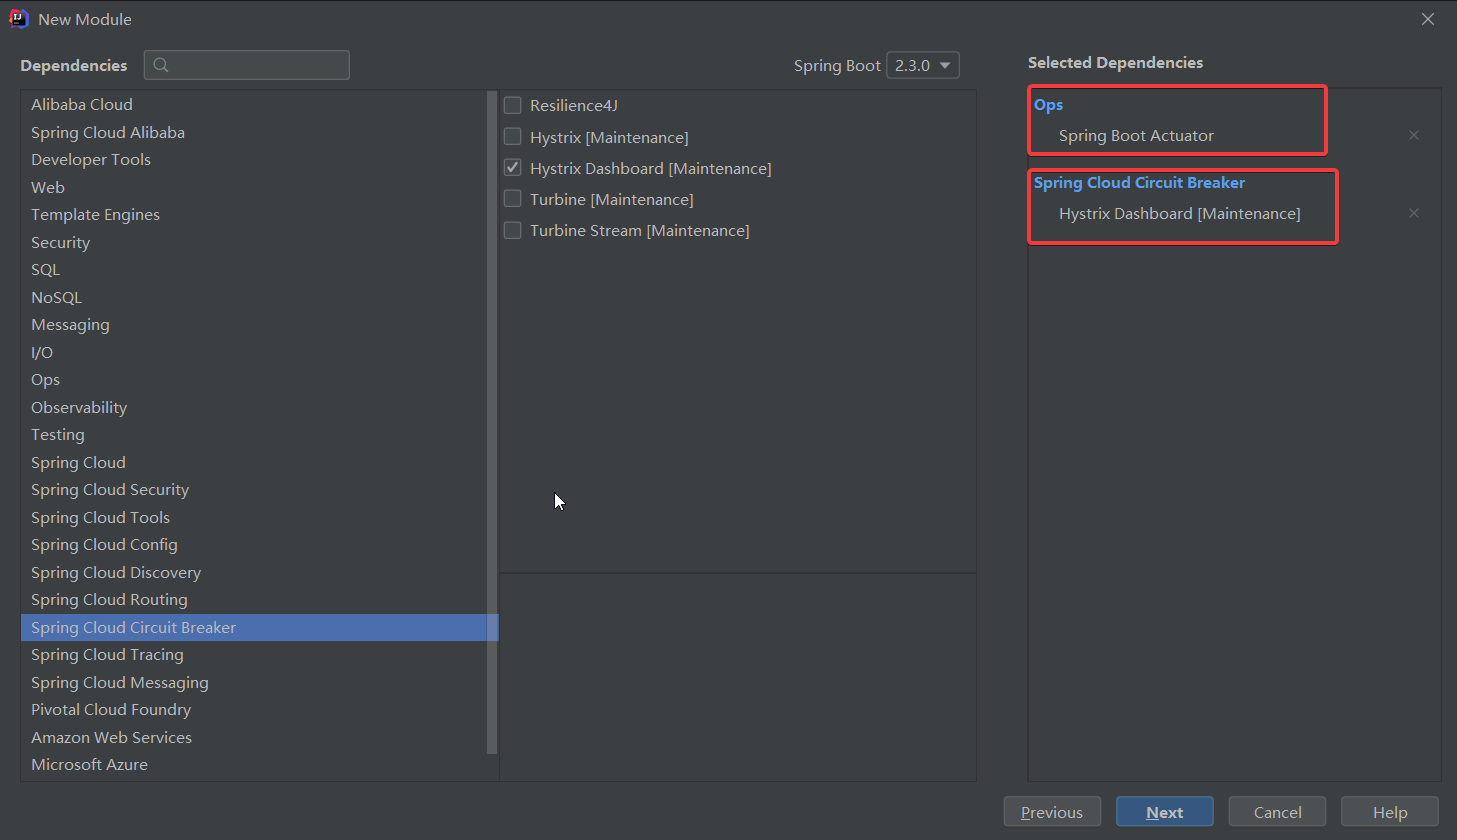 New Module
Dependencies
Spring Boot 2.3.0
Selected Dependencies
Alibaba Cloud
Spring Cloud Alibaba
Developer Tools
Web
Template Engines
Security
SQL
NoSQL
Messaging
I/O
Ops
Observability
Testing
Spring Cloud
Spring Cloud Security
Spring Cloud Tools
Spring Cloud Config
Spring Cloud Discovery
Spring Cloud Routing
Spring Cloud Circuit Breaker
Spring Cloud Tracing
Spring Cloud Messaging
Pivotal Cloud Foundry
Amazon Web Services
Microsoft Azure
Resilience4J
Hystrix [Maintenance]
Hystrix Dashboard [Maintenance]
Turbine [Maintenance]
Turbine Stream [Maintenance]
Ops
Spring Boot Actuator
Spring Cloud Circuit Breaker
Hystrix Dashboard [Maintenance]
Previous
Next
Cancel
Help